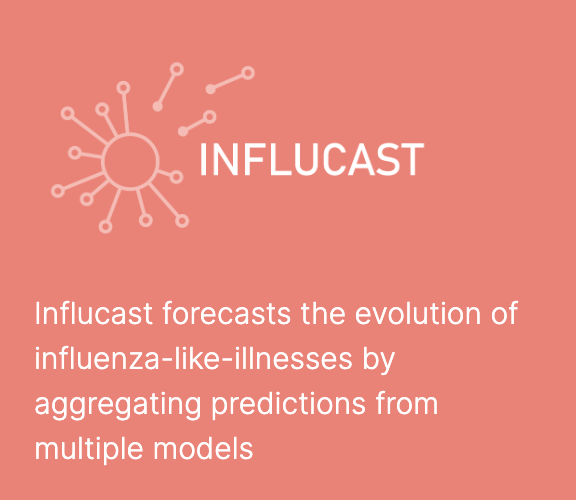 INFLUCAST
Influcast forecasts the evolution of
influenza-like-illnesses by
aggregating predictions from
multiple models